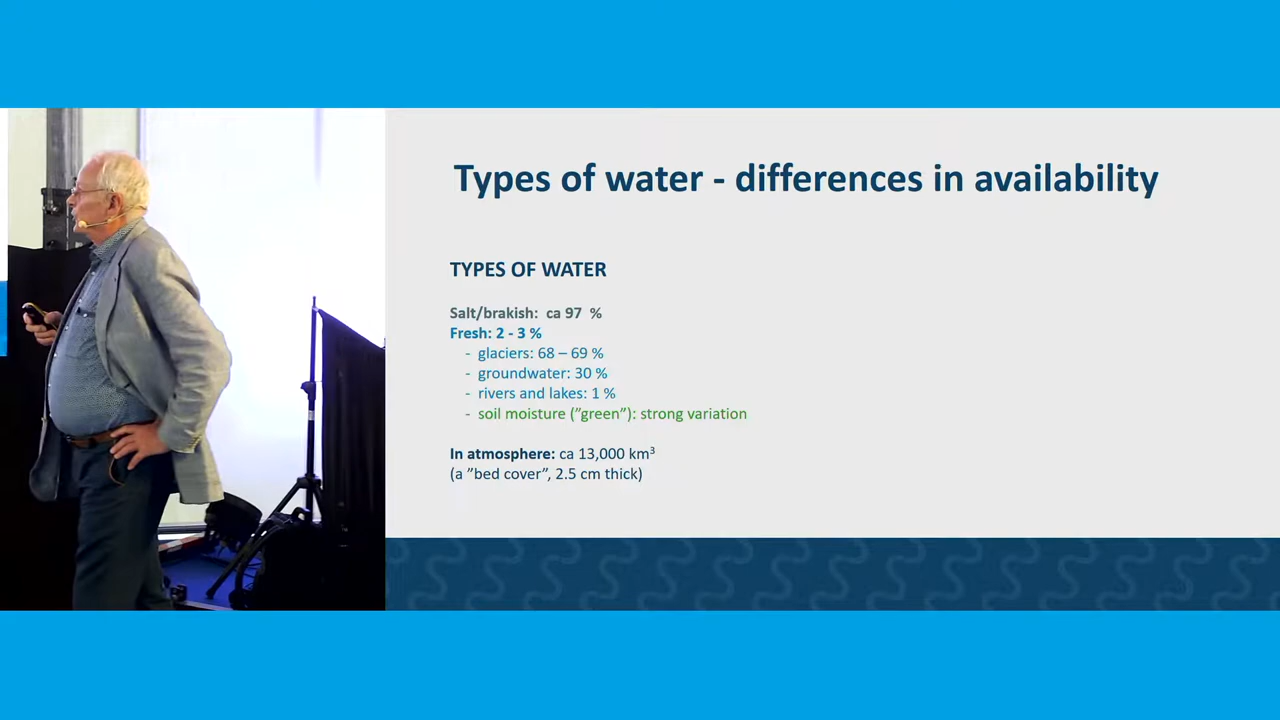 Types of water - differences in availability
TYPES OF WATER
Salt/brakish: ca 97 %
Fresh: 2 - 3 %
- glaciers: 68 – 69 %
- groundwater: 30 %
- rivers and lakes: 1 %
- soil moisture (”green”): strong variation
In atmosphere: ca 13,000 km³
(a ”bed cover”, 2.5 cm thick)